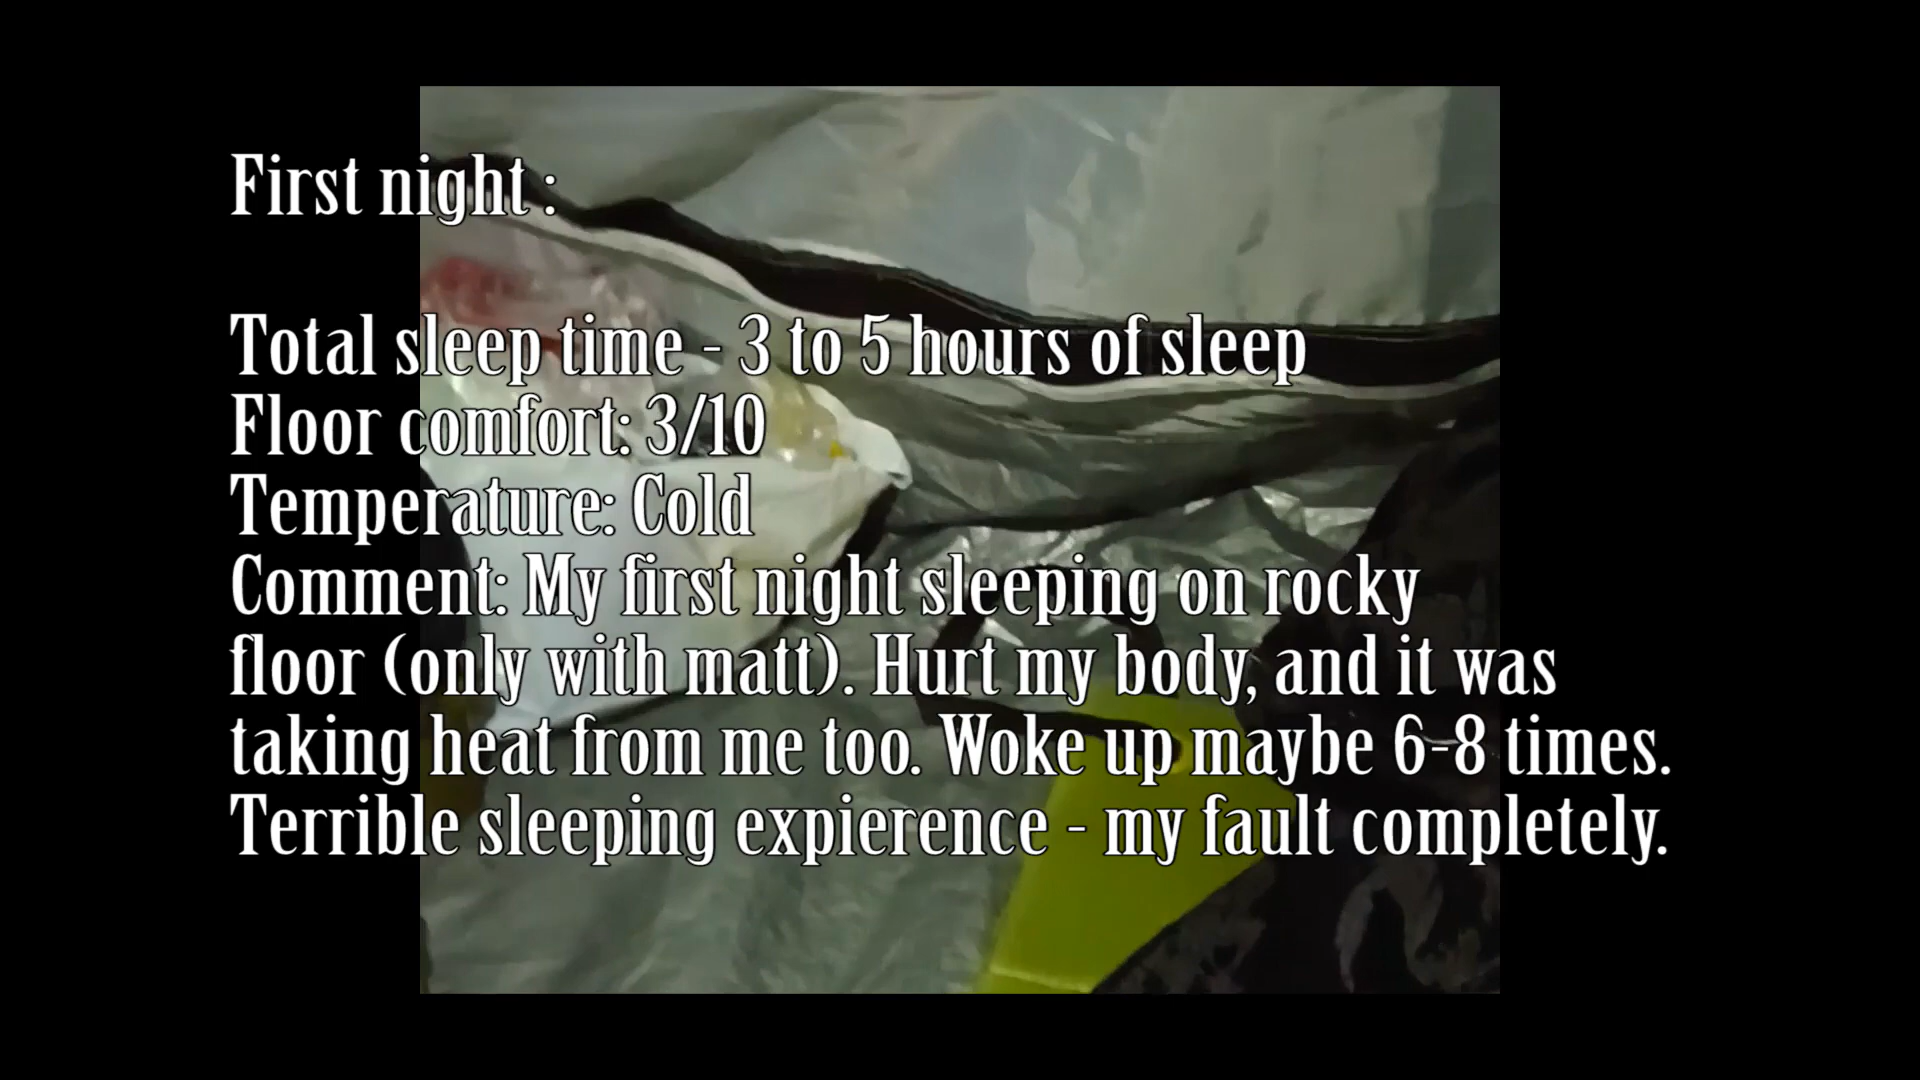 First night :
Total sleep time - 3 to 5 hours of sleep
Floor comfort: 3/10
Temperature: Cold
Comment: My first night sleeping on rocky
floor (only with matt). Hurt my body, and it was
taking heat from me too. Woke up maybe 6-8 times.
Terrible sleeping expierence - my fault completely.